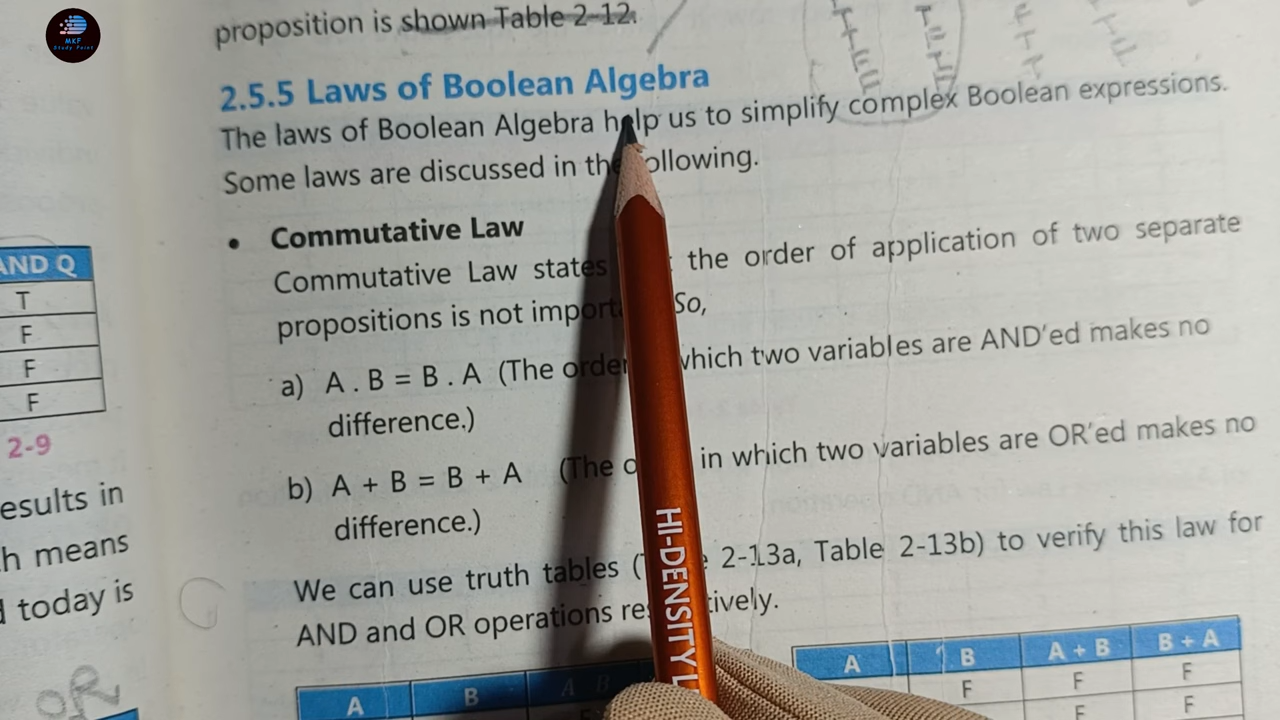 MKF
Study Point
proposition is shown Table 2-12.
2.5.5 Laws of Boolean Algebra
The laws of Boolean Algebra help us to simplify complex Boolean expressions.
Some laws are discussed in the following.
• Commutative Law
Commutative Law states the order of application of two separate
propositions is not So,
a) A . B = B . A (The order which two variables are AND'ed makes no
difference.)
b) A + B = B + A (The in which two variables are OR'ed makes no
difference.)
We can use truth tables ( 2-13a, Table 2-13b) to verify this law for
AND and OR operations
A B
A B A + B B + A
F F F
F F
AND Q
T
F
F
F
2-9
esults in
h means
d today is
OR
HI-DENSITY